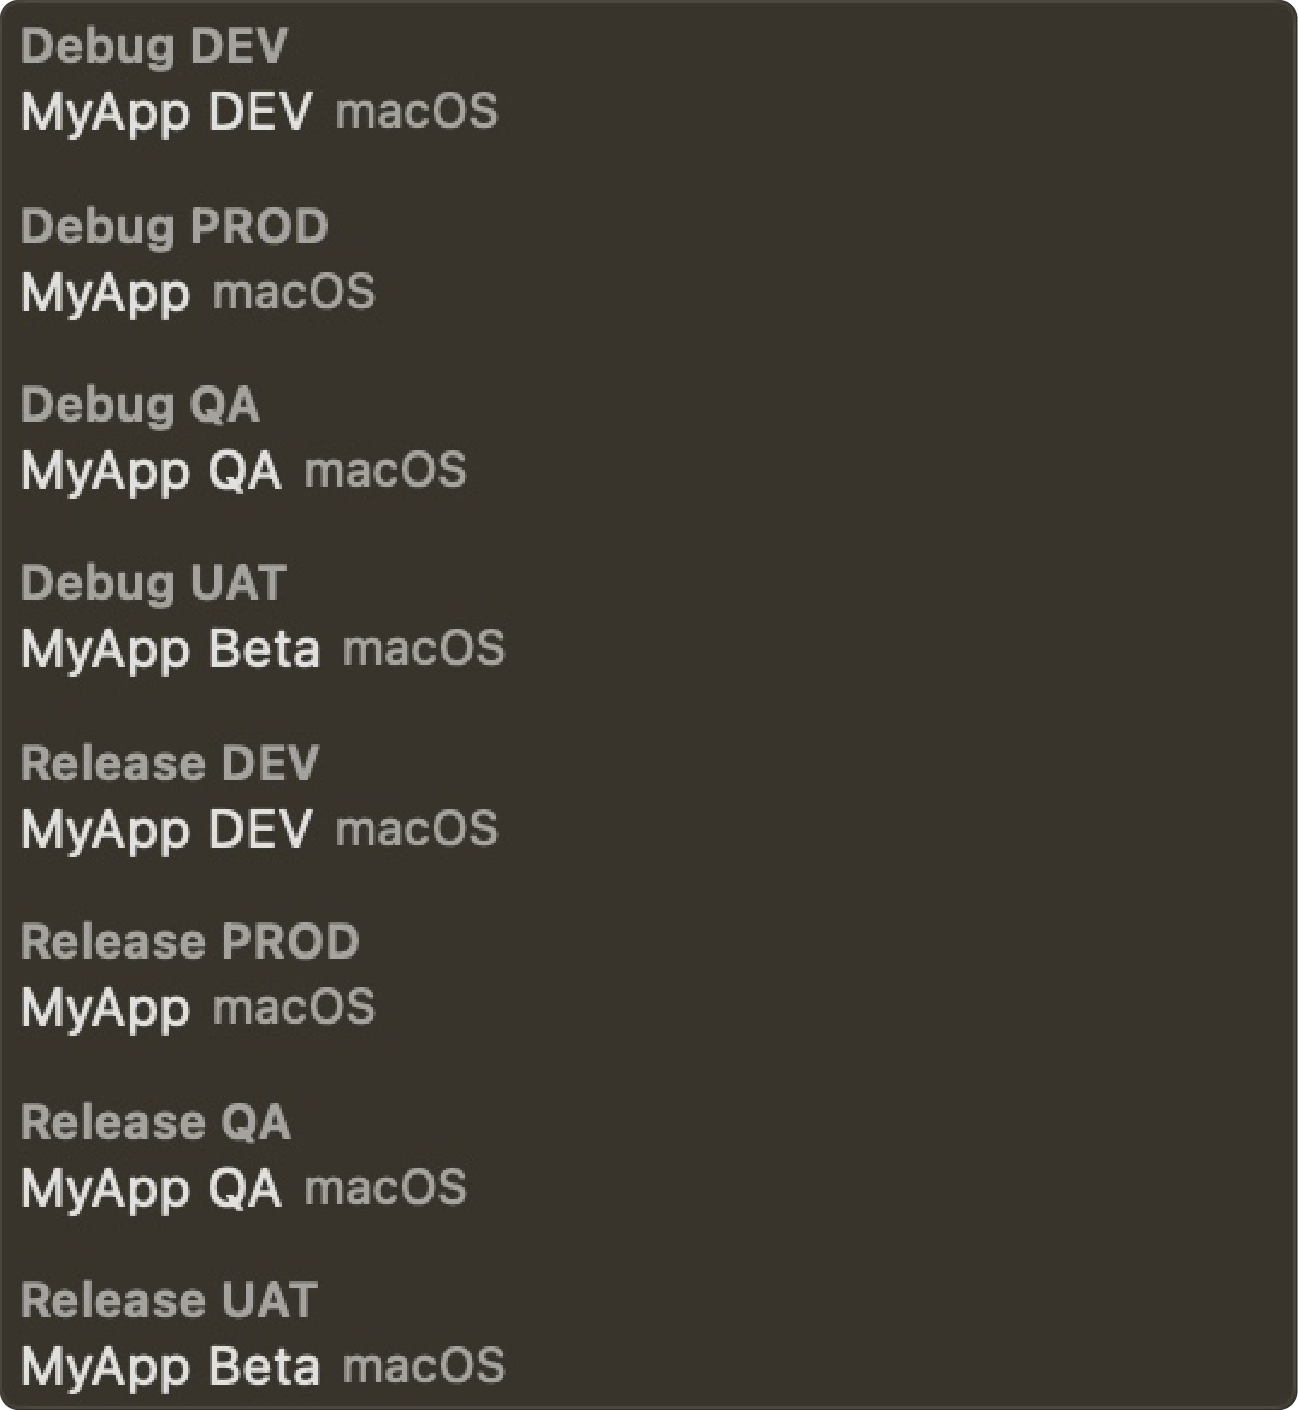 Debug DEV
MyApp DEV macOS
Debug PROD
MyApp macOS
Debug QA
MyApp QA macOS
Debug UAT
MyApp Beta macOS
Release DEV
MyApp DEV macOS
Release PROD
MyApp macOS
Release QA
MyApp QA macOS
Release UAT
MyApp Beta macOS